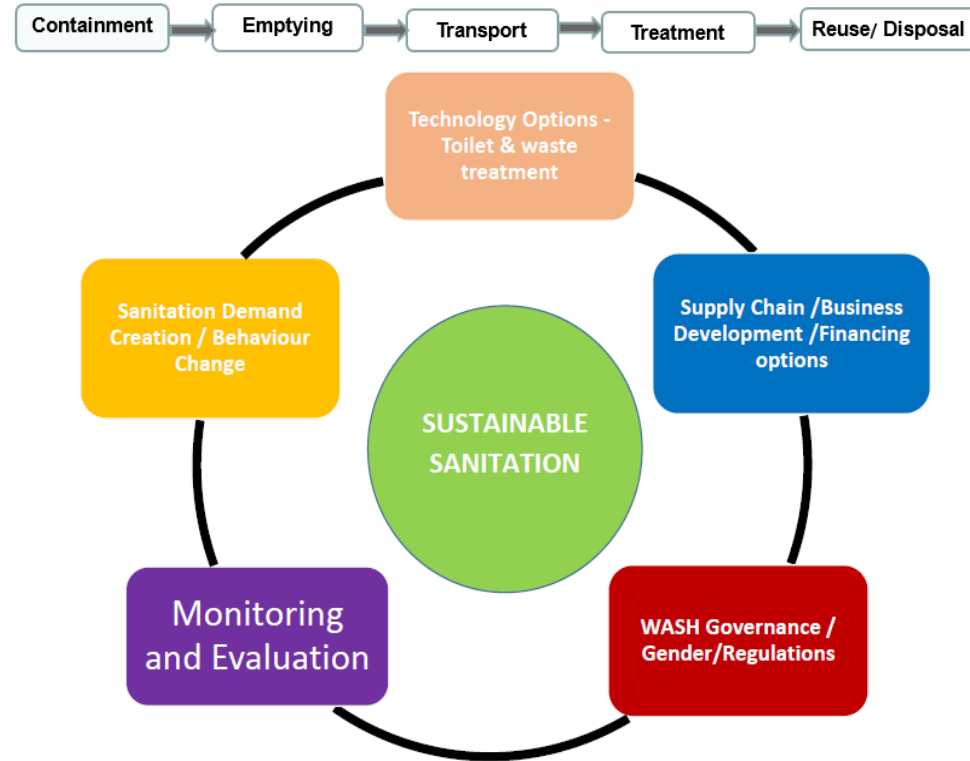 Containment
Emptying
Transport
Treatment
Reuse/ Disposal
Technology Options -
Toilet & waste
treatment
Sanitation Demand
Creation / Behaviour
Change
Supply Chain /Business
Development /Financing
options
SUSTAINABLE
SANITATION
Monitoring
and Evaluation
WASH Governance /
Gender/Regulations